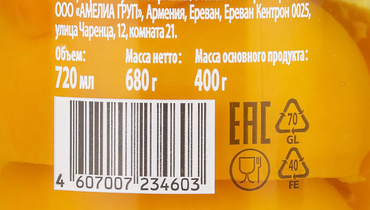 ООО «АМЕЛИА ГРУП», Армения, Ереван, Ереван Кентрон 0025,
улица Чаренца, 12, комната 21.
Объем: Масса нетто: Масса основного продукта:
720 мл 680 г 400 г
EAC 70
GL
40
FE
4 607007 234603